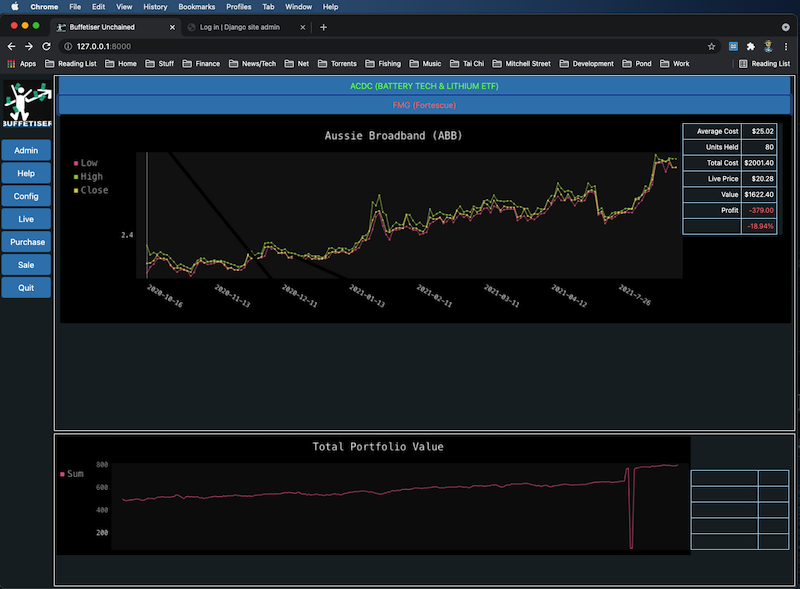 Chrome File Edit View History Bookmarks Profiles Tab Window Help
Buffetiser Unchained Log in | Django site admin
127.0.0.1:8000
Apps Reading List Home Stuff Finance News/Tech Net Torrents Fishing Music Tai Chi Mitchell Street Development Pond Work Reading List
BUFFETISER
Admin
Help
Config
Live
Purchase
Sale
Quit
ACDC (BATTERY TECH & LITHIUM ETF)
FMG (Fortescue)
Aussie Broadband (ABB)
Low
High
Close
2.4
2020-10-16 2020-11-13 2020-12-11 2021-01-13 2021-02-11 2021-03-11 2021-04-12 2021-7-26
Average Cost $25.02
Units Held 80
Total Cost $2001.40
Live Price $20.28
Value $1622.40
Profit -379.00
-18.94%
Total Portfolio Value
Sum
800
600
400
200